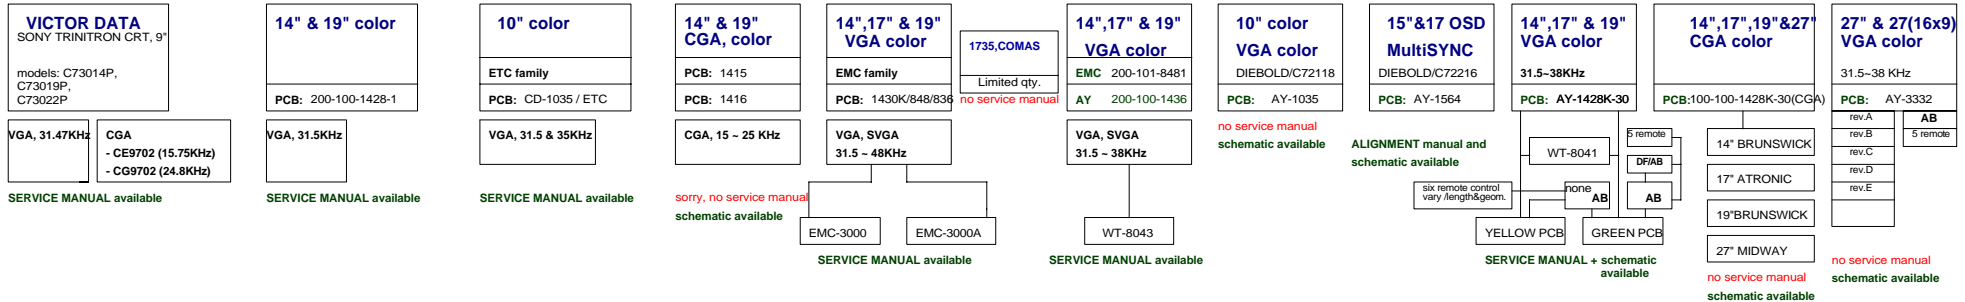 VICTOR DATA
SONY TRINITRON CRT, 9"
models: C73014P,
C73019P,
C73022P
VGA, 31.47KHz
CGA
- CE9702 (15.75KHz)
- CG9702 (24.8KHz)
SERVICE MANUAL available
14" & 19" color
PCB: 200-100-1428-1
VGA, 31.5KHz
SERVICE MANUAL available
10" color
ETC family
PCB: CD-1035 / ETC
VGA, 31.5 & 35KHz
SERVICE MANUAL available
14" & 19"
CGA, color
PCB: 1415
PCB: 1416
CGA, 15 ~ 25 KHz
sorry, no service manual
schematic available
14",17" & 19"
VGA color
EMC family
PCB: 1430K/848/836
VGA, SVGA
31.5 ~ 48KHz
EMC-3000
EMC-3000A
SERVICE MANUAL available
1735,COMAS
Limited qty.
no service manual
14",17" & 19"
VGA color
EMC 200-101-8481
AY 200-100-1436
VGA, SVGA
31.5 ~ 38KHz
WT-8043
SERVICE MANUAL available
10" color
VGA color
DIEBOLD/C72118
PCB: AY-1035
no service manual
schematic available
15"&17 OSD
MultiSYNC
DIEBOLD/C72216
PCB: AY-1564
ALIGNMENT manual and
schematic available
14",17" & 19"
VGA color
31.5~38KHz
PCB: AY-1428K-30
WT-8041
5 remote
DF/AB
six remote control
vary /length&geom.
none
AB
AB
YELLOW PCB
GREEN PCB
SERVICE MANUAL + schematic
available
14",17",19"&27"
CGA color
PCB:100-100-1428K-30(CGA)
14" BRUNSWICK
17" ATRONIC
19"BRUNSWICK
27" MIDWAY
no service manual
schematic available
27" & 27(16x9)
VGA color
31.5~38 KHz
PCB: AY-3332
rev.A
rev.B
rev.C
rev.D
rev.E
AB
5 remote
no service manual
schematic available